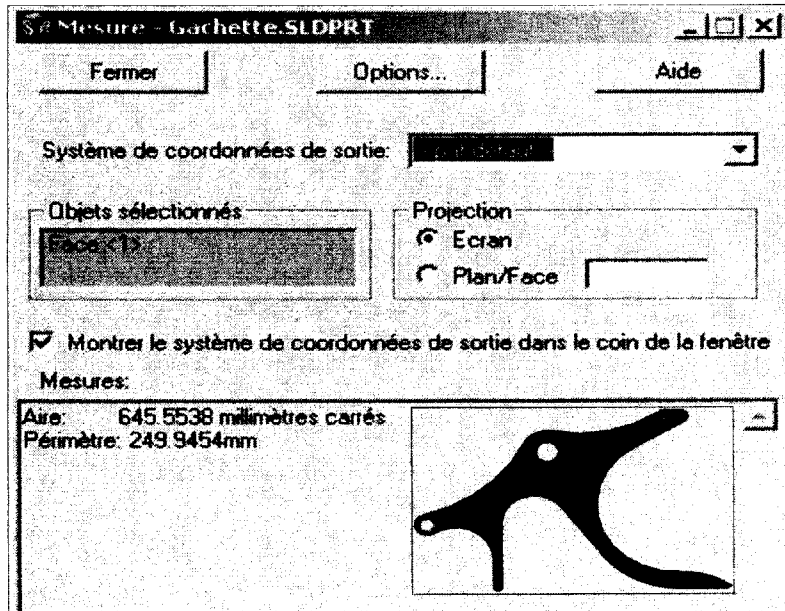 Mesure - Gachette.SLDPRT
Fermer Options... Aide
Système de coordonnées de sortie:
Objets sélectionnés
Face <1>
Projection
Ecran
Plan/Face
Montrer le système de coordonnées de sortie dans le coin de la fenêtre
Mesures:
Aire: 645.5538 millimètres carrés
Périmètre: 249.9454mm